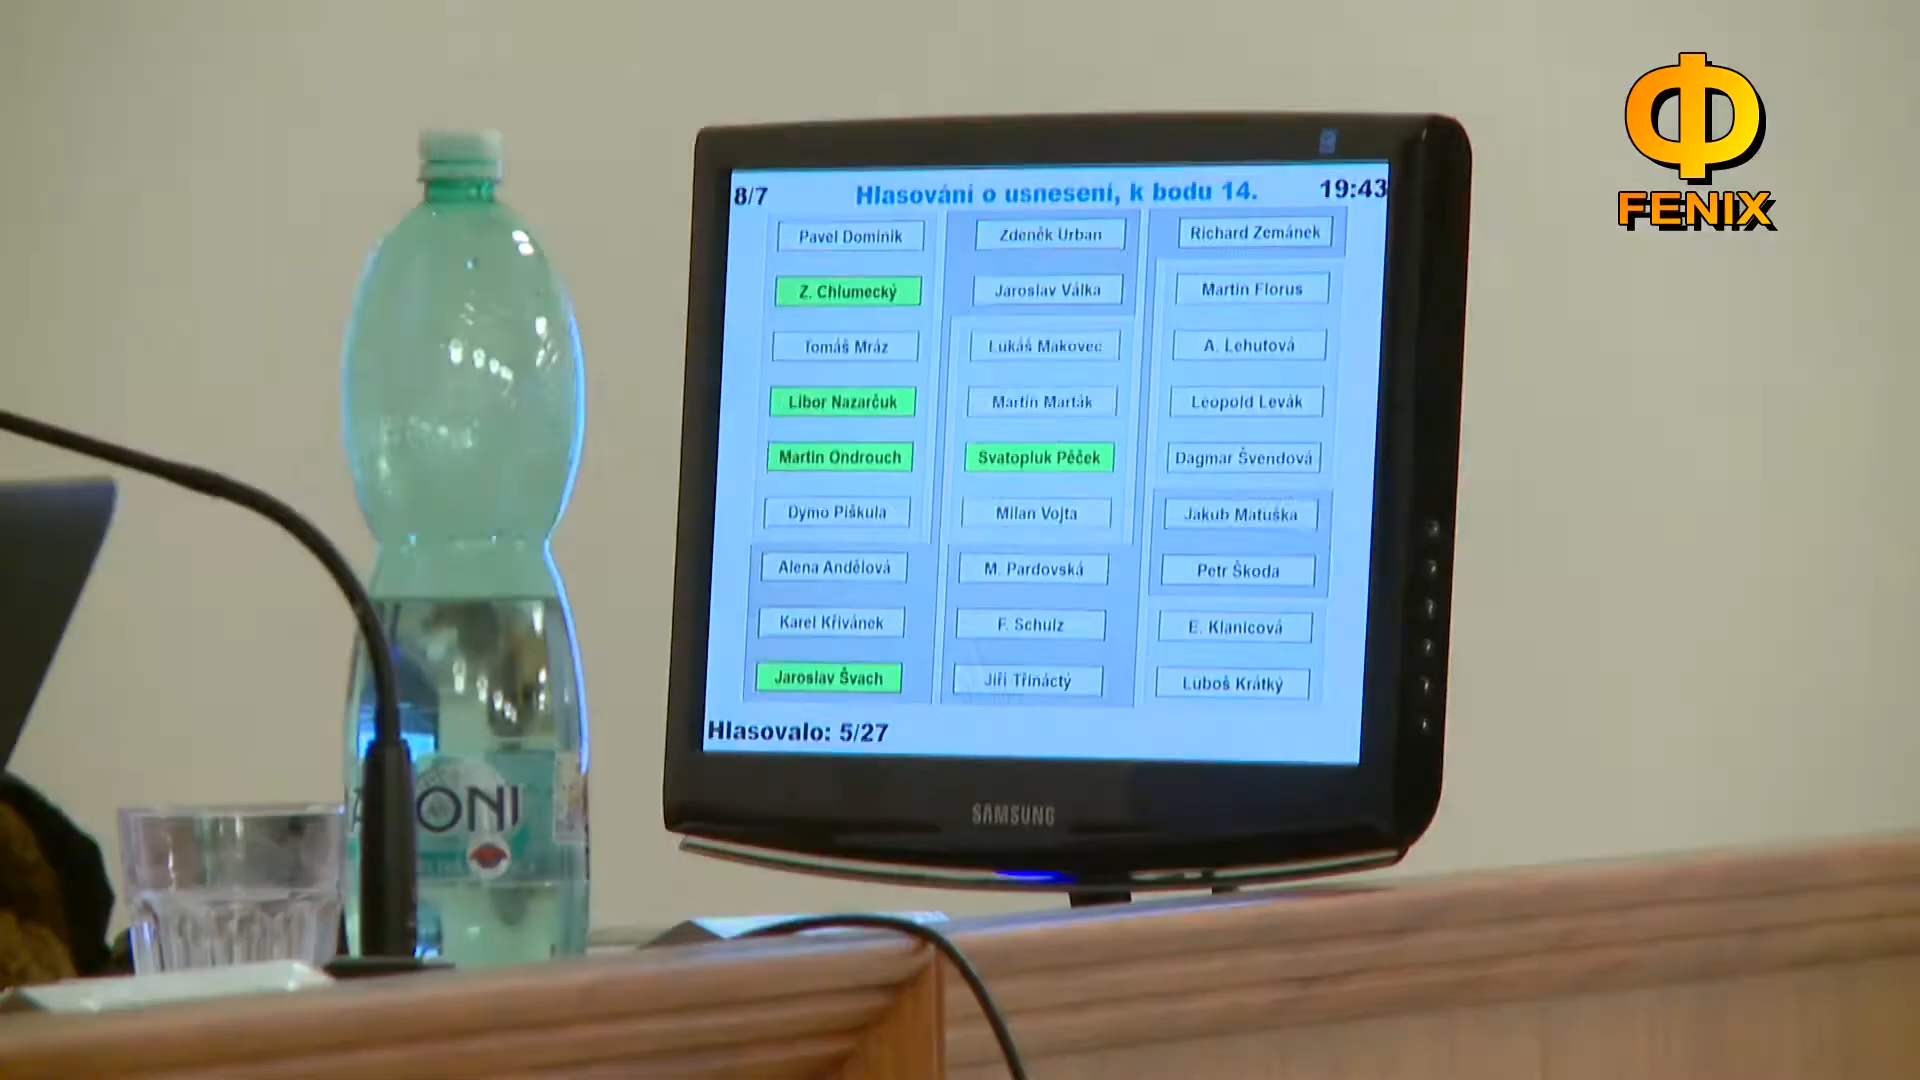 Ф
FENIX
8/7
Hlasování o usnesení, k bodu 14.
19:43
Pavel Dominik
Z. Chlumecký
Tomáš Mráz
Libor Nazarčuk
Martin Ondrouch
Dymo Piškula
Alena Andělová
Karel Křivánek
Jaroslav Švach
Zdeněk Urban
Jaroslav Válka
Lukáš Makovec
Martin Marták
Svatopluk Pěček
Milan Vojta
M. Pardovská
F. Schulz
Jiří Třináctý
Richard Zemánek
Martin Florus
A. Lehutová
Leopold Levák
Dagmar Švendová
Jakub Matuška
Petr Škoda
E. Klanicová
Luboš Krátký
Hlasovalo: 5/27
SAMSUNG